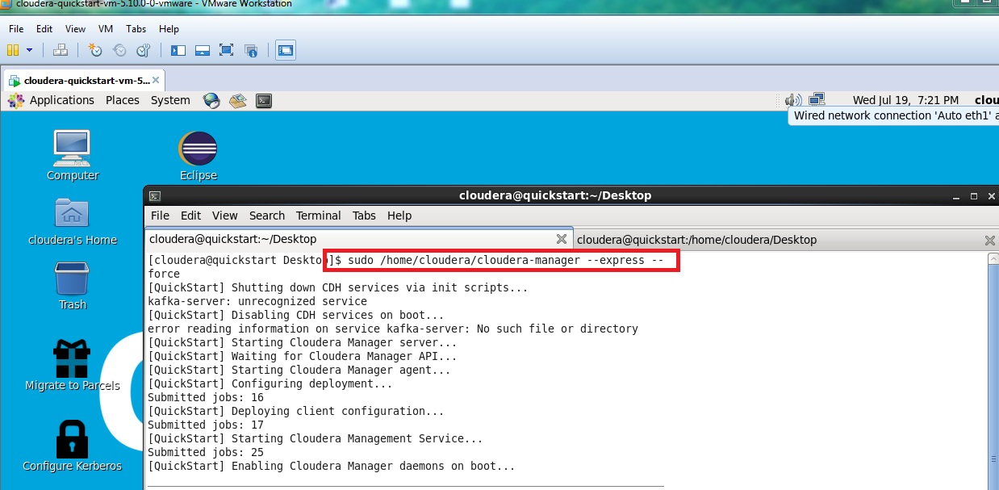 cloudera-quickstart-vm-5.10.0-0-vmware - VMware Workstation
File Edit View VM Tabs Help
cloudera-quickstart-vm-5...
Applications Places System
Wed Jul 19, 7:21 PM clou
Wired network connection 'Auto eth1' a
Computer
Eclipse
cloudera's Home
Trash
Migrate to Parcels
Configure Kerberos
cloudera@quickstart:~/Desktop
File Edit View Search Terminal Tabs Help
cloudera@quickstart:~/Desktop
cloudera@quickstart:/home/cloudera/Desktop
[cloudera@quickstart Desktop]$ sudo /home/cloudera/cloudera-manager --express --
force
[QuickStart] Shutting down CDH services via init scripts...
kafka-server: unrecognized service
[QuickStart] Disabling CDH services on boot...
error reading information on service kafka-server: No such file or directory
[QuickStart] Starting Cloudera Manager server...
[QuickStart] Waiting for Cloudera Manager API...
[QuickStart] Starting Cloudera Manager agent...
[QuickStart] Configuring deployment...
Submitted jobs: 16
[QuickStart] Deploying client configuration...
Submitted jobs: 17
[QuickStart] Starting Cloudera Management Service...
Submitted jobs: 25
[QuickStart] Enabling Cloudera Manager daemons on boot...